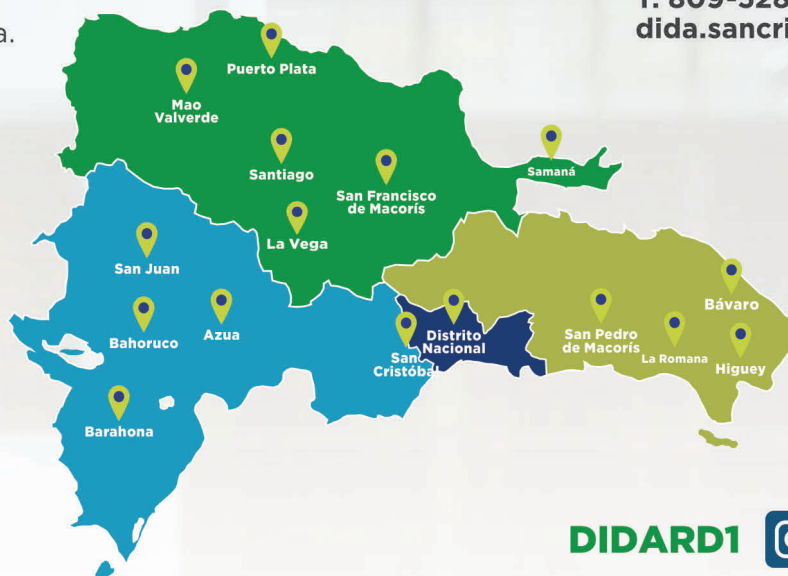 a.
T. 809-528
dida.sancri
Puerto Plata
Mao
Valverde
Samaná
Santiago
San Francisco
de Macorís
La Vega
San Juan
Bávaro
Bahoruco
Azua
San
Cristóbal
Distrito
Nacional
San Pedro
de Macorís
La Romana
Higuey
Barahona
DIDARD1